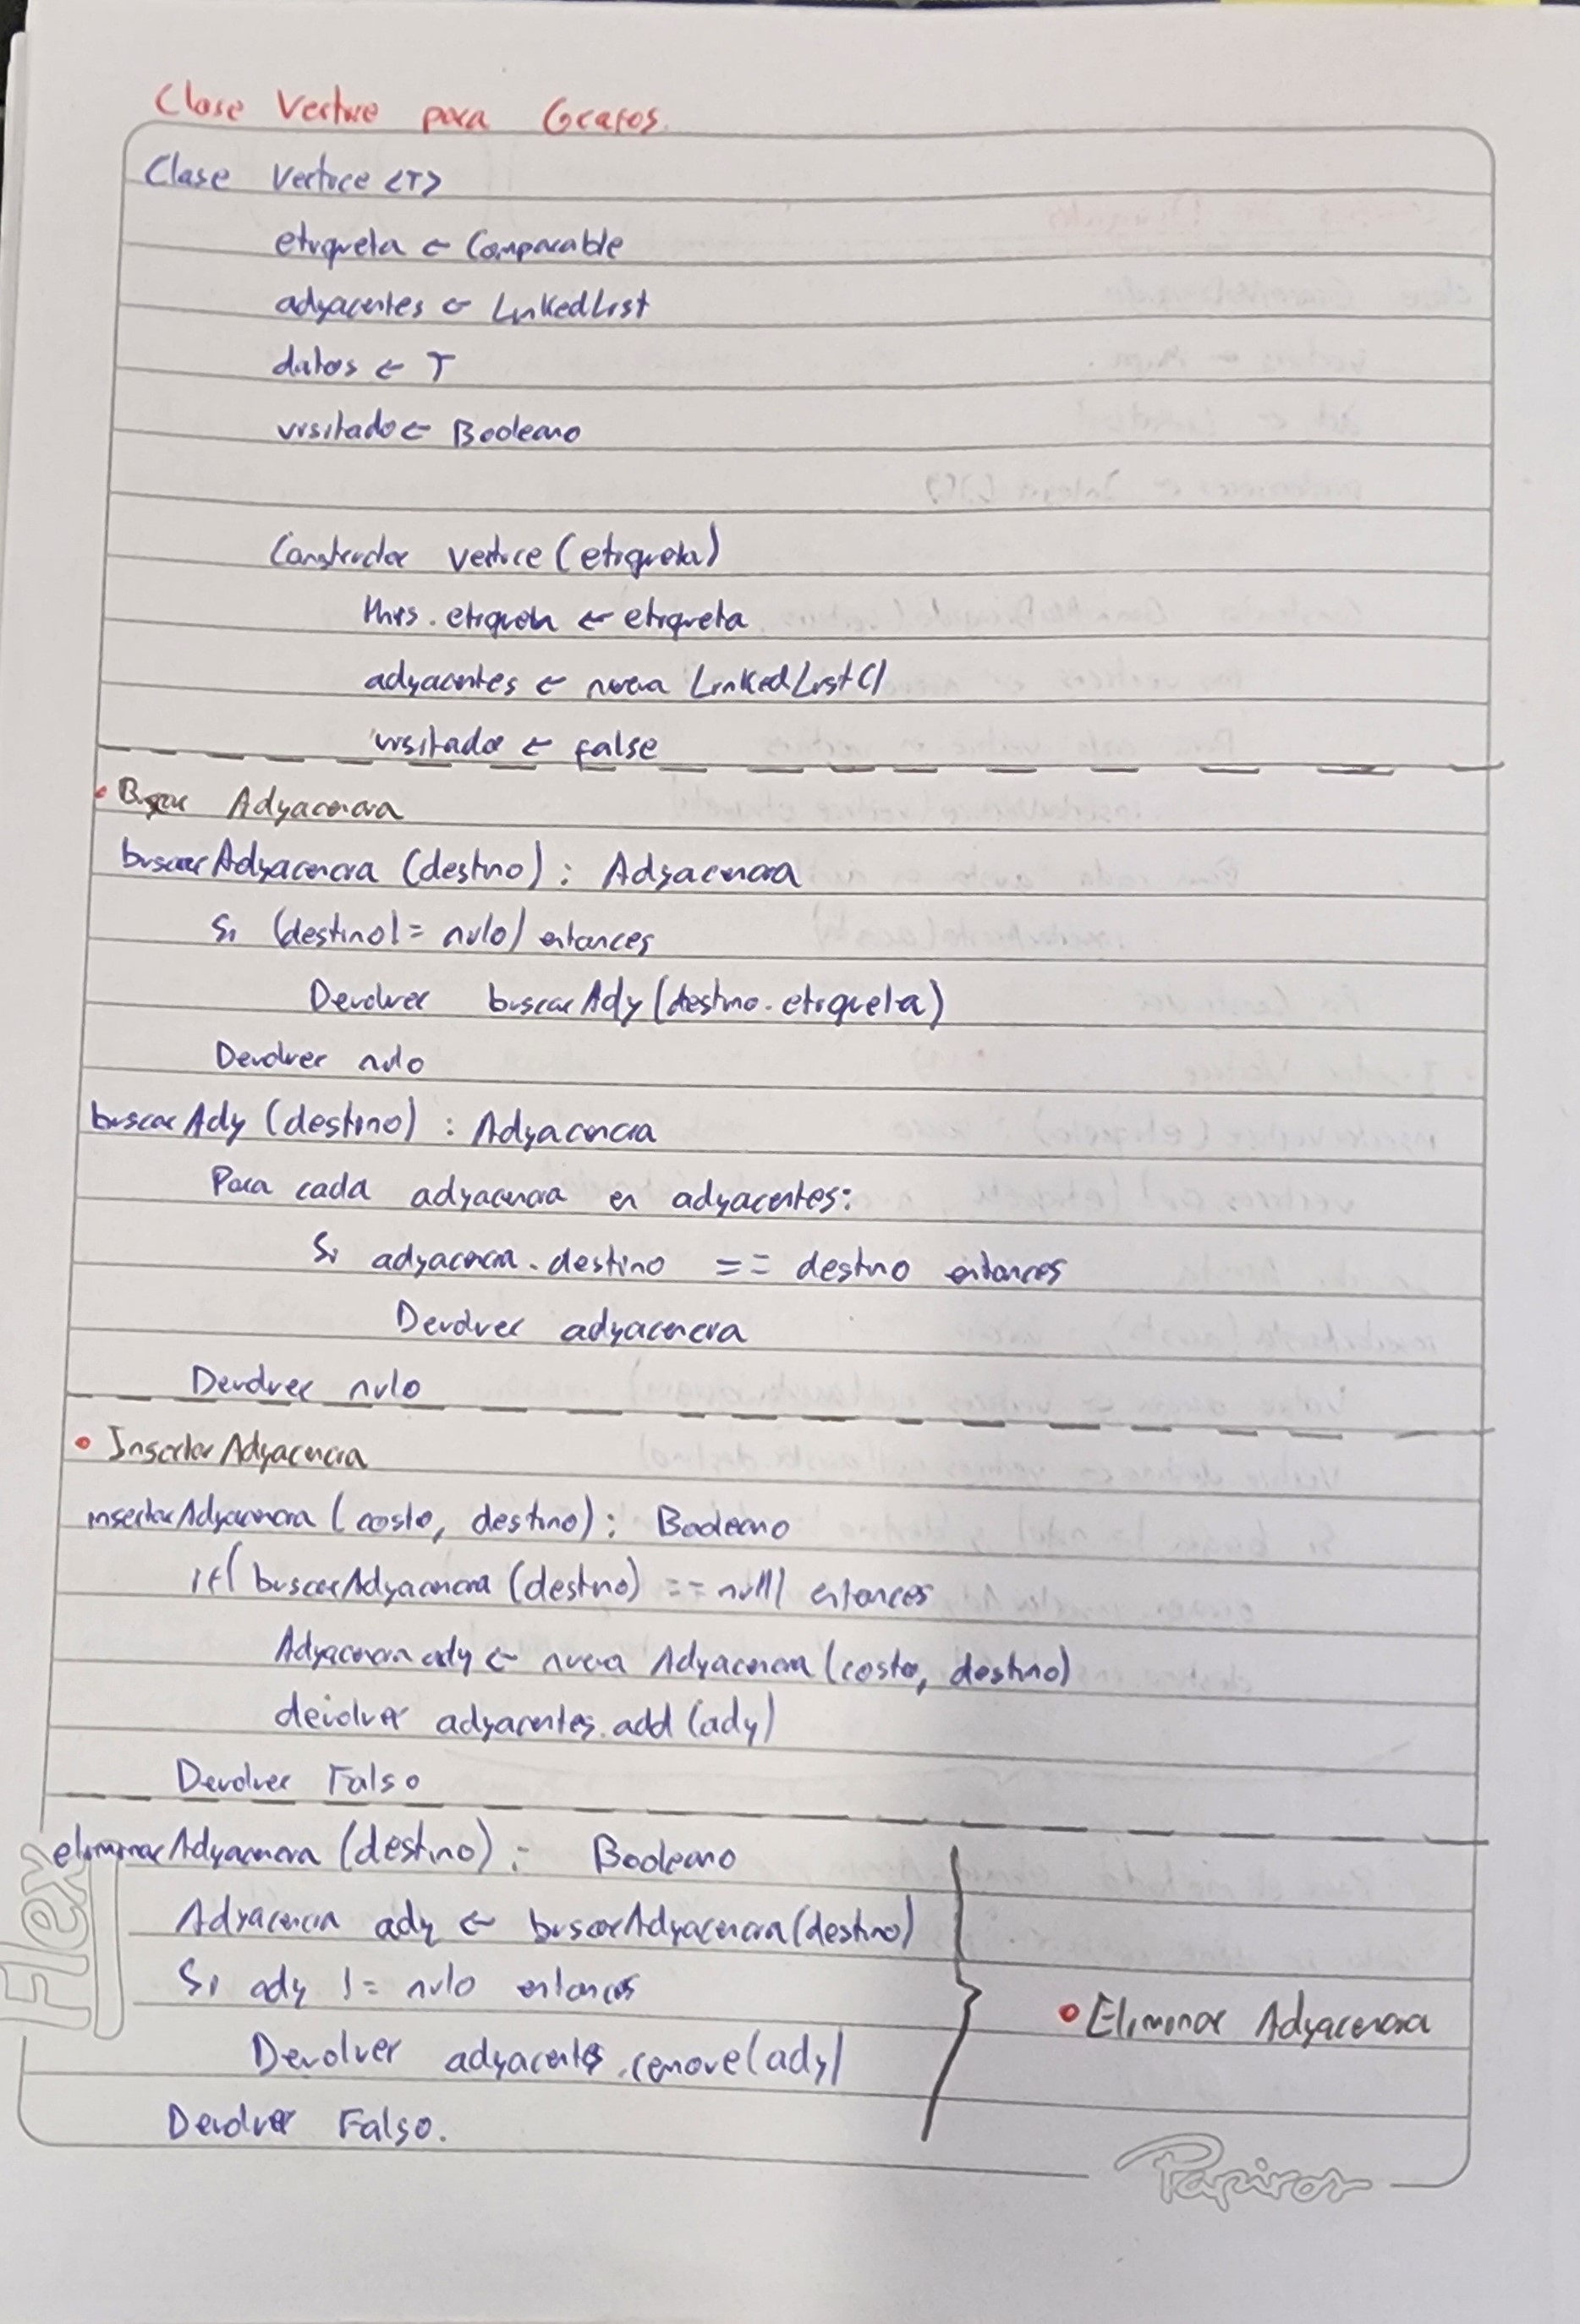 Clase Vertice para Grafos
Clase Vertice <T>
etiqueta ← Comparable
adyacentes ← LinkedList
datos ← T
visitado ← Booleano
Constructor vertice (etiqueta)
this.etiqueta ← etiqueta
adyacentes ← nueva LinkedList()
visitado ← false
• Buscar Adyacencia
buscarAdyacencia (destino) : Adyacencia
Si (destino != nulo) entonces
Devolver buscarAdy (destino.etiqueta)
Devolver nulo
buscarAdy (destino) : Adyacencia
Para cada adyacencia en adyacentes:
Si adyacencia.destino == destino entonces
Devolver adyacencia
Devolver nulo
• Insertar Adyacencia
insertarAdyacencia (costo, destino) : Booleano
if( buscarAdyacencia (destino) == null) entonces
Adyacencia ady ← nueva Adyacencia (costo, destino)
devolver adyacentes.add (ady)
Devolver Falso
eliminarAdyacencia (destino) : Booleano
Adyacencia ady ← buscarAdyacencia (destino)
Si ady != nulo entonces
• Eliminar Adyacencia
Devolver adyacentes.remove(ady)
Devolver Falso.
Flex
Papiros